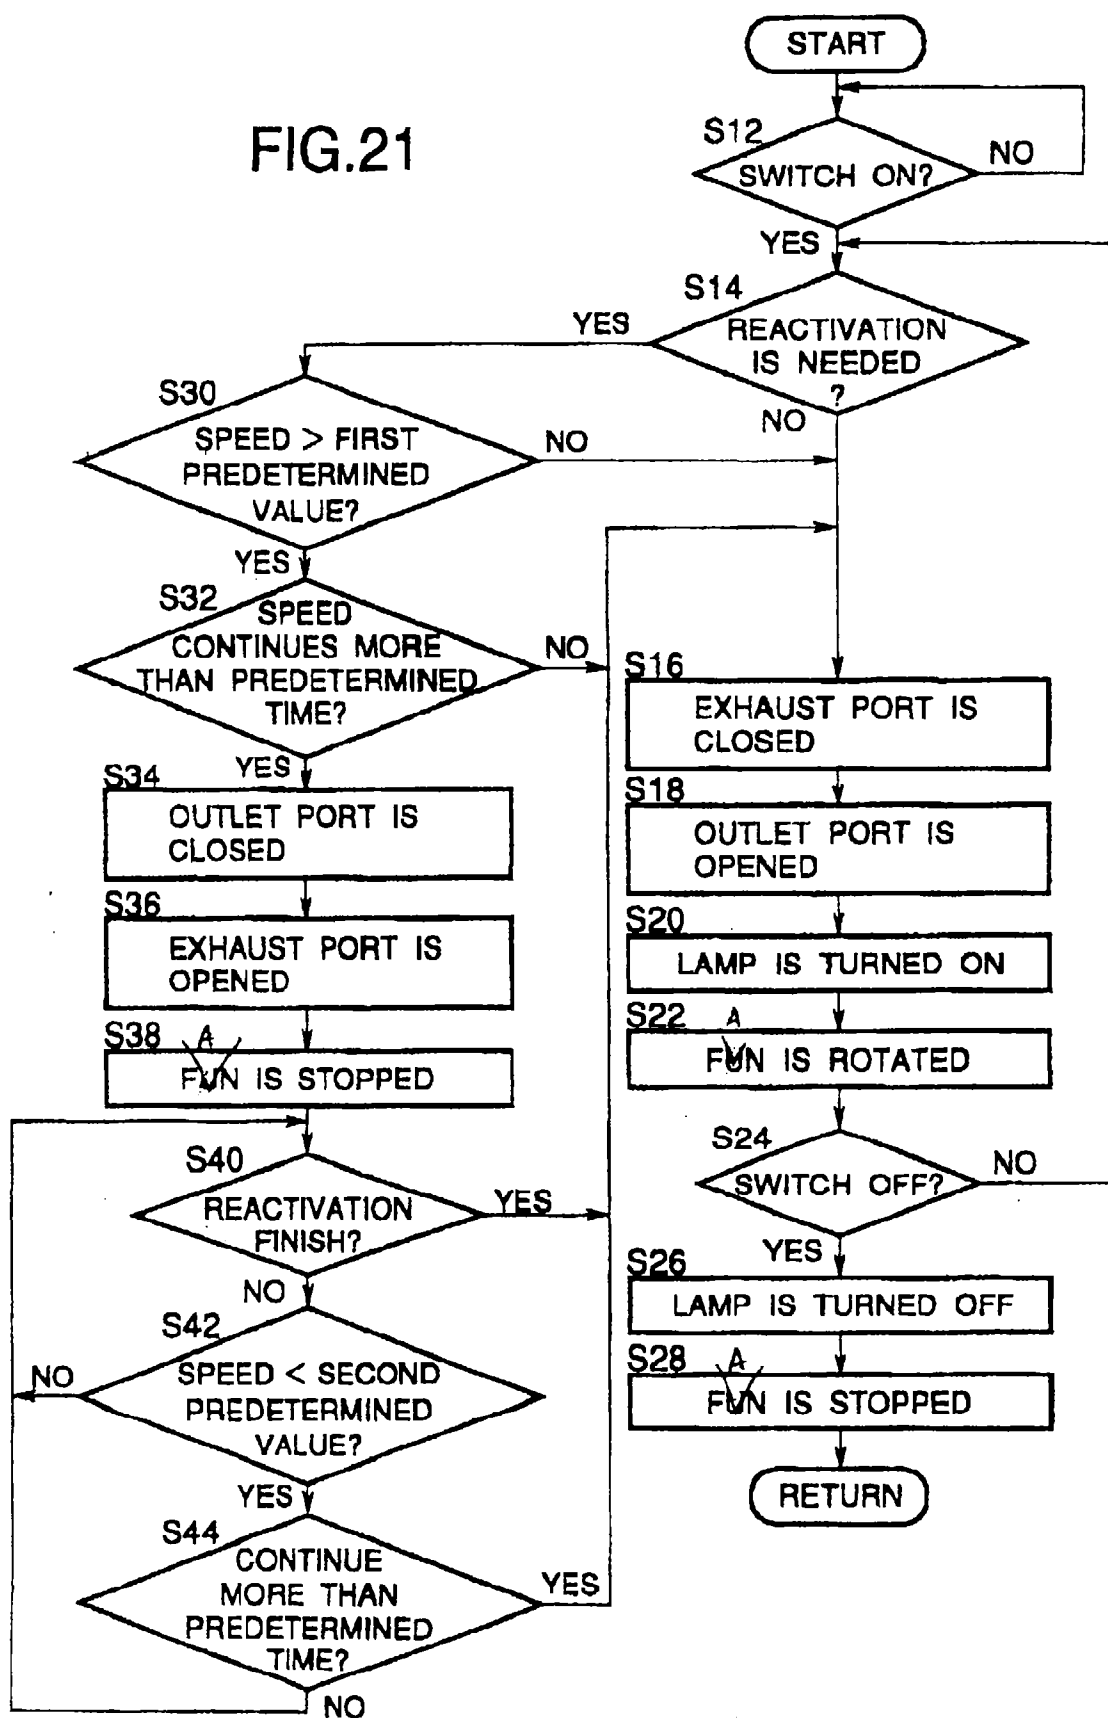 FIG.21
START
S12
SWITCH ON?
NO
YES
S14
REACTIVATION
IS NEEDED
?
YES
NO
S30
SPEED > FIRST
PREDETERMINED
VALUE?
NO
YES
S32
SPEED
CONTINUES MORE
THAN PREDETERMINED
TIME?
NO
YES
S34
OUTLET PORT IS
CLOSED
S36
EXHAUST PORT IS
OPENED
S38
A
FUN IS STOPPED
S40
REACTIVATION
FINISH?
YES
NO
S42
SPEED < SECOND
PREDETERMINED
VALUE?
NO
YES
S44
CONTINUE
MORE THAN
PREDETERMINED
TIME?
YES
NO
S16
EXHAUST PORT IS
CLOSED
S18
OUTLET PORT IS
OPENED
S20
LAMP IS TURNED ON
S22
A
FUN IS ROTATED
S24
SWITCH OFF?
NO
YES
S26
LAMP IS TURNED OFF
S28
A
FUN IS STOPPED
RETURN